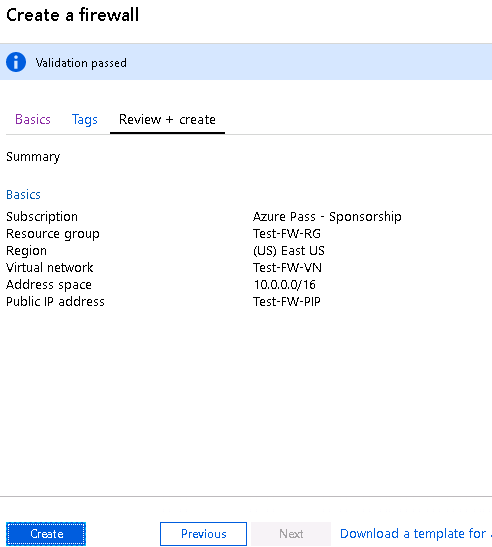 Create a firewall
Validation passed
Basics Tags Review + create
Summary
Basics
Subscription Azure Pass - Sponsorship
Resource group Test-FW-RG
Region (US) East US
Virtual network Test-FW-VN
Address space 10.0.0.0/16
Public IP address Test-FW-PIP
Create Previous Next Download a template for